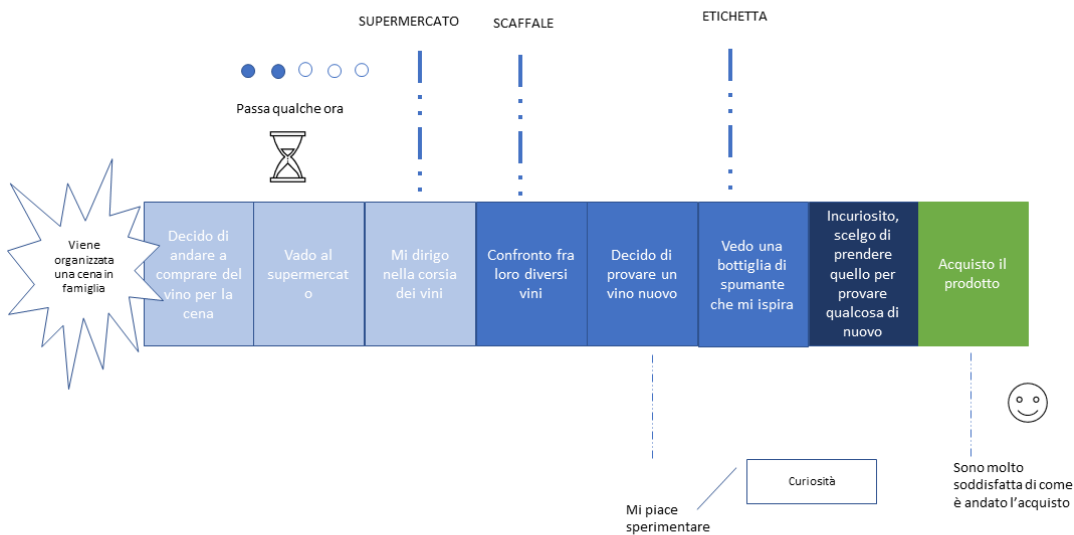 SUPERMERCATO
SCAFFALE
ETICHETTA
Passa qualche ora
Viene
organizzata
una cena in
famiglia
Decido di
andare a
comprare del
vino per la
cena
Vado al
supermercat
o
Mi dirigo
nella corsia
dei vini
Confronto fra
loro diversi
vini
Decido di
provare un
vino nuovo
Vedo una
bottiglia di
spumante
che mi ispira
Incuriosito,
scelgo di
prendere
quello per
provare
qualcosa di
nuovo
Acquisto il
prodotto
Mi piace
sperimentare
Curiosità
Sono molto
soddisfatta di come
è andato l'acquisto